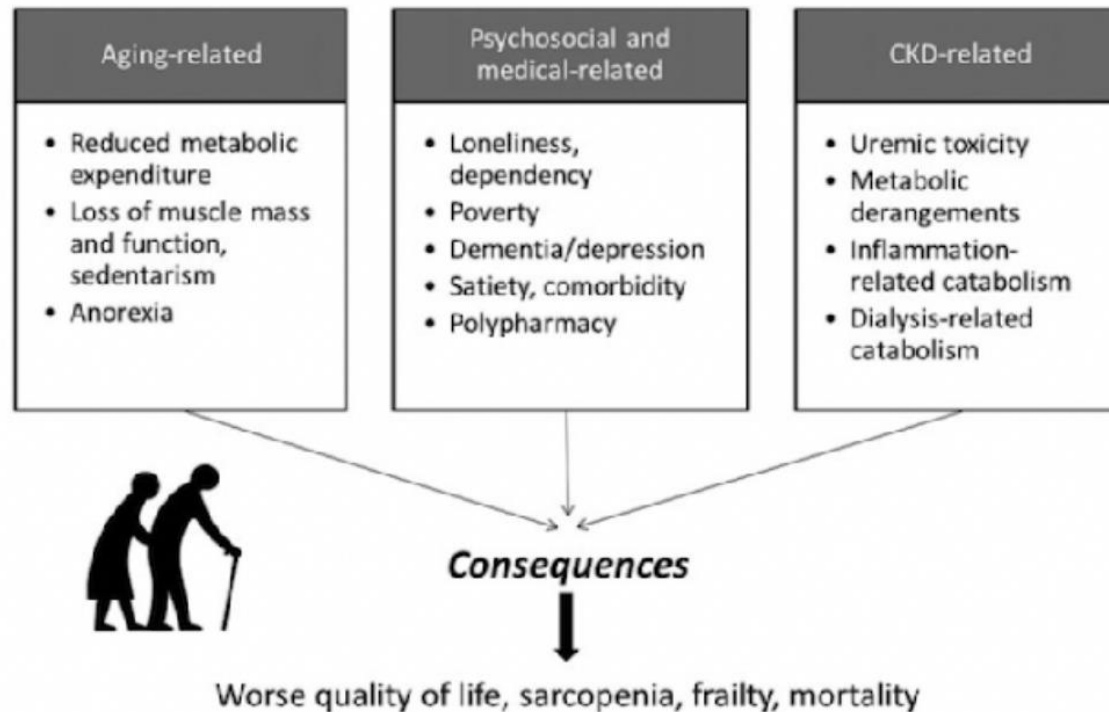 Aging-related
• Reduced metabolic
expenditure
• Loss of muscle mass
and function,
sedentarism
• Anorexia
Psychosocial and
medical-related
• Loneliness,
dependency
• Poverty
• Dementia/depression
• Satiety, comorbidity
• Polypharmacy
CKD-related
• Uremic toxicity
• Metabolic
derangements
• Inflammation-
related catabolism
• Dialysis-related
catabolism
Consequences
Worse quality of life, sarcopenia, frailty, mortality